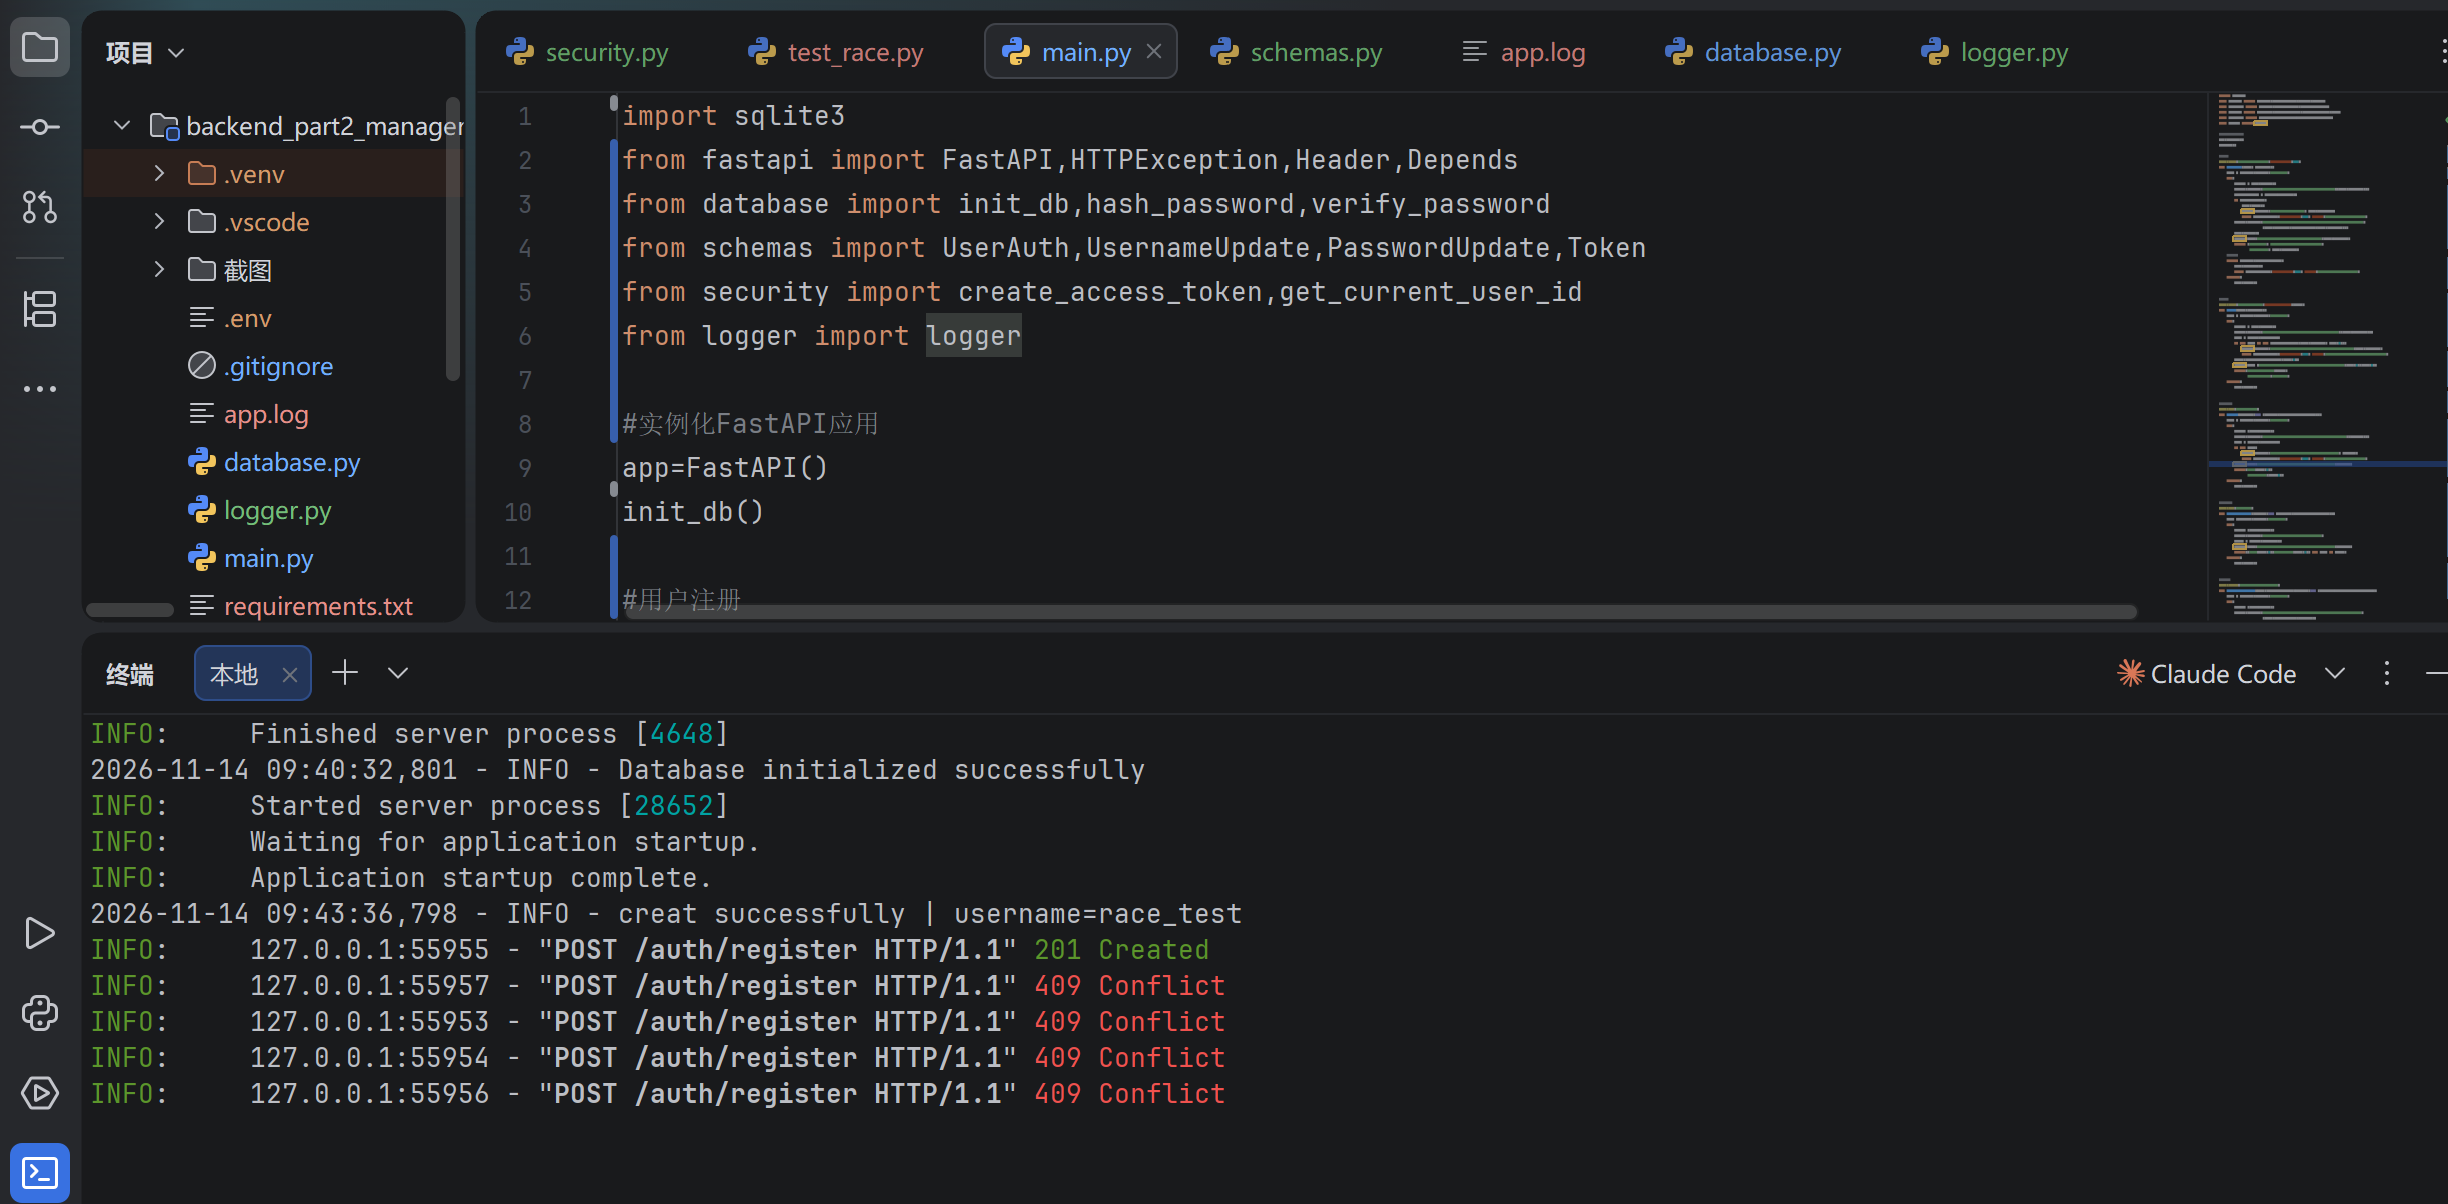 项目
backend_part2_manager
.venv
.vscode
截图
.env
.gitignore
app.log
database.py
logger.py
main.py
requirements.txt
security.py
test_race.py
main.py
schemas.py
app.log
database.py
logger.py
1 import sqlite3
2 from fastapi import FastAPI,HTTPException,Header,Depends
3 from database import init_db,hash_password,verify_password
4 from schemas import UserAuth,UsernameUpdate,PasswordUpdate,Token
5 from security import create_access_token,get_current_user_id
6 from logger import logger
7
8 #实例化FastAPI应用
9 app=FastAPI()
10 init_db()
11
12 #用户注册
终端 本地 Claude Code
INFO: Finished server process [4648]
2026-11-14 09:40:32,801 - INFO - Database initialized successfully
INFO: Started server process [28652]
INFO: Waiting for application startup.
INFO: Application startup complete.
2026-11-14 09:43:36,798 - INFO - creat successfully | username=race_test
INFO: 127.0.0.1:55955 - "POST /auth/register HTTP/1.1" 201 Created
INFO: 127.0.0.1:55957 - "POST /auth/register HTTP/1.1" 409 Conflict
INFO: 127.0.0.1:55953 - "POST /auth/register HTTP/1.1" 409 Conflict
INFO: 127.0.0.1:55954 - "POST /auth/register HTTP/1.1" 409 Conflict
INFO: 127.0.0.1:55956 - "POST /auth/register HTTP/1.1" 409 Conflict